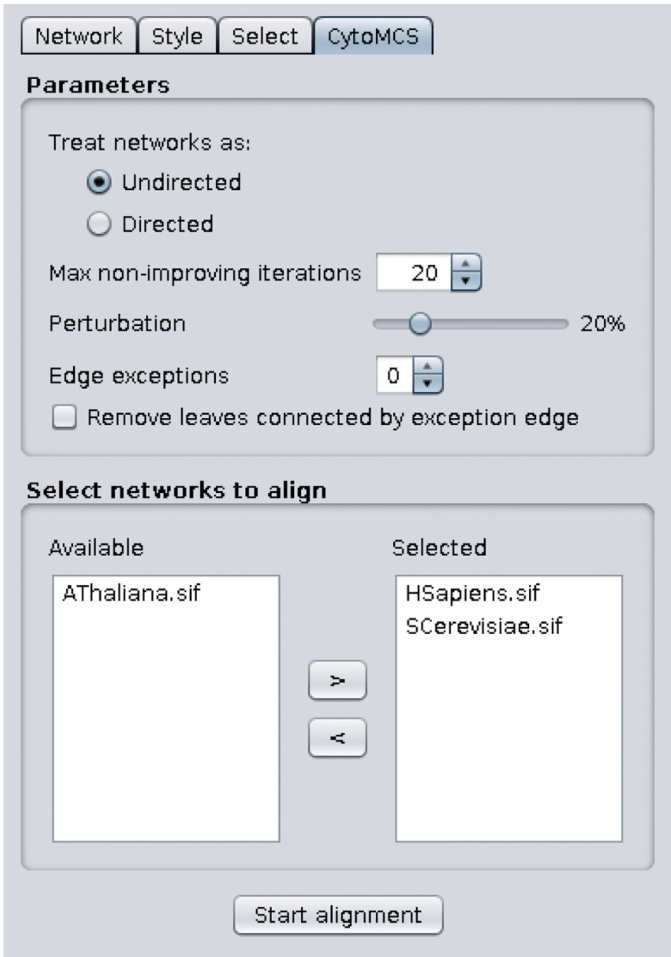 Network Style Select CytoMCS
Parameters
Treat networks as:
Undirected
Directed
Max non-improving iterations 20
Perturbation 20%
Edge exceptions 0
Remove leaves connected by exception edge
Select networks to align
Available Selected
AThaliana.sif HSapiens.sif
SCerevisiae.sif
>
<
Start alignment